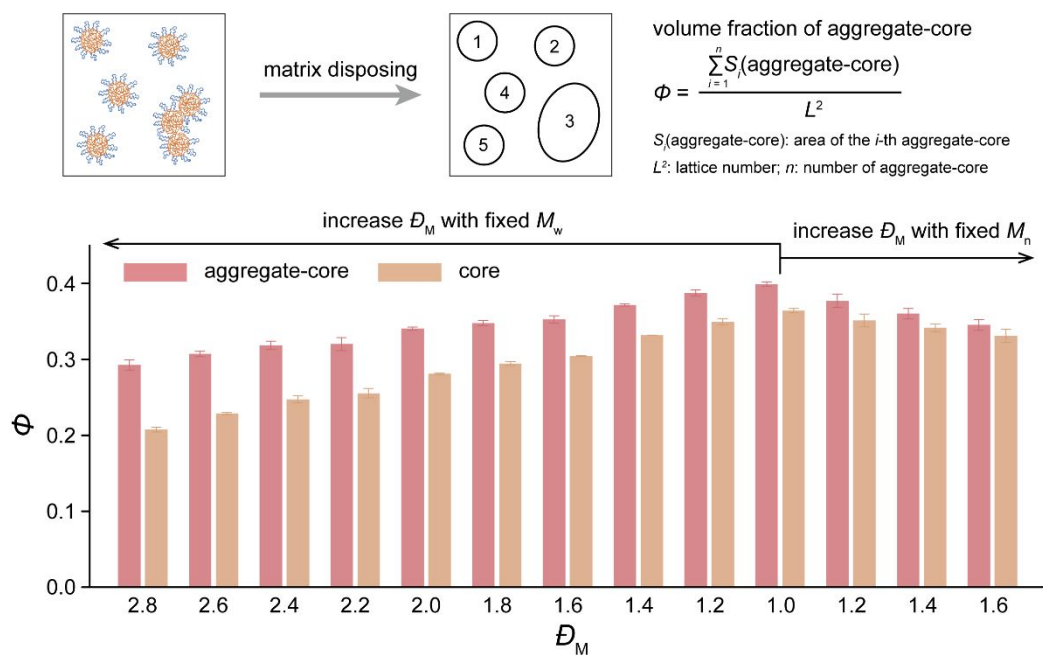 matrix disposing
1
2
3
4
5
volume fraction of aggregate-core
Φ = \frac{\sum_{i=1}^{n} S_i(aggregate-core)}{L²}
S_i(aggregate-core): area of the i-th aggregate-core
L²: lattice number; n: number of aggregate-core
increase Đ_M with fixed M_w
increase Đ_M with fixed M_n
aggregate-core
core
Φ
0.4
0.3
0.2
0.1
0.0
2.8 2.6 2.4 2.2 2.0 1.8 1.6 1.4 1.2 1.0 1.2 1.4 1.6
Đ_M